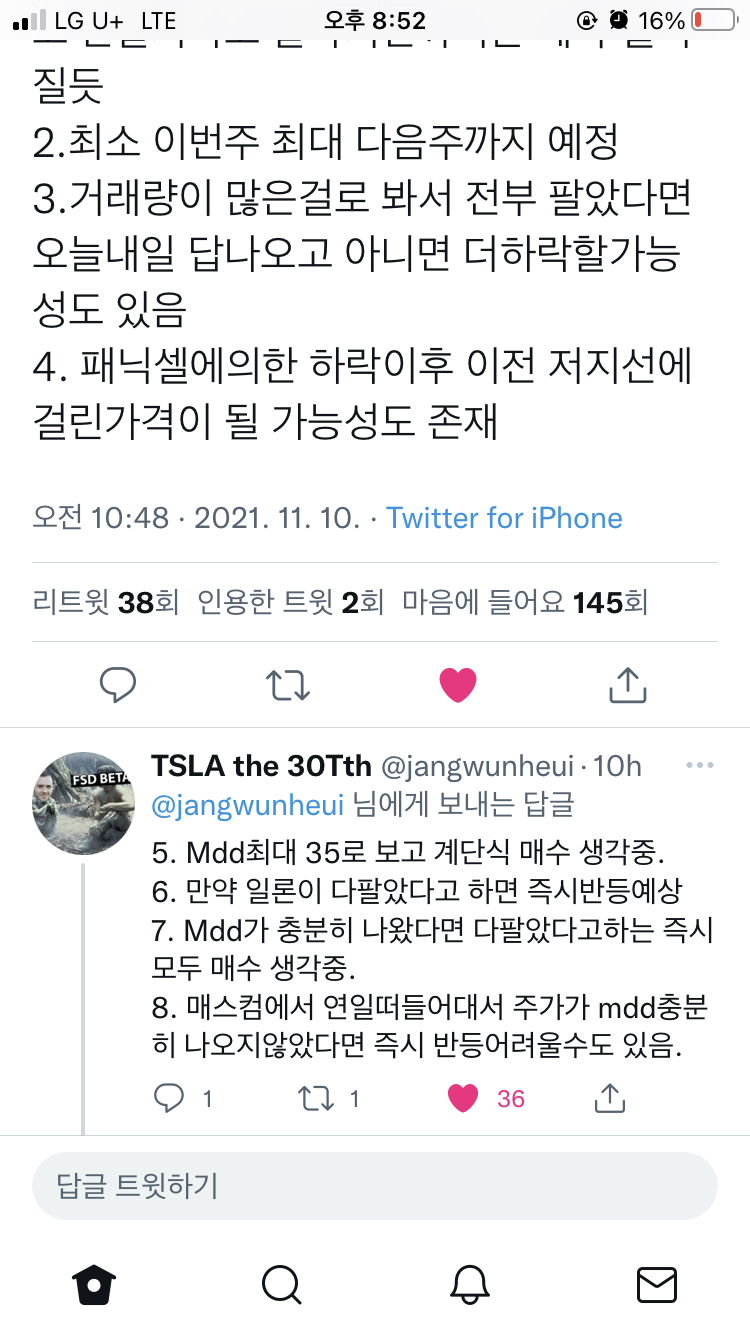 LG U+ LTE 오후 8:52 16%
질듯
2.최소 이번주 최대 다음주까지 예정
3.거래량이 많은걸로 봐서 전부 팔았다면
오늘내일 답나오고 아니면 더하락할가능
성도 있음
4. 패닉셀에의한 하락이후 이전 저지선에
걸린가격이 될 가능성도 존재
오전 10:48 · 2021. 11. 10. · Twitter for iPhone
리트윗 38회 인용한 트윗 2회 마음에 들어요 145회
FSD BETA
TSLA the 30Tth @jangwunheui · 10h
@jangwunheui 님에게 보내는 답글
5. Mdd최대 35로 보고 계단식 매수 생각중.
6. 만약 일론이 다팔았다고 하면 즉시반등예상
7. Mdd가 충분히 나왔다면 다팔았다고하는 즉시
모두 매수 생각중.
8. 매스컴에서 연일떠들어대서 주가가 mdd충분
히 나오지않았다면 즉시 반등어려울수도 있음.
1 1 36
답글 트윗하기